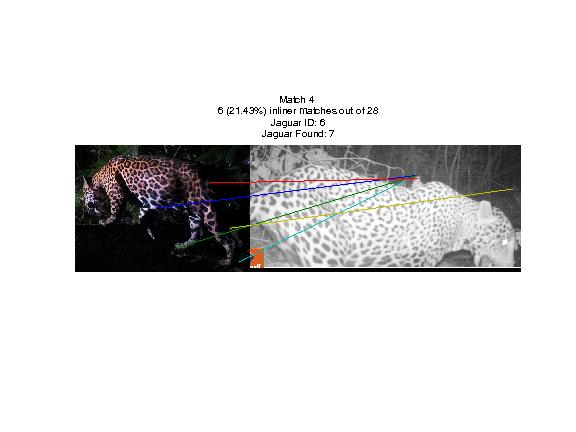 Match 4
6 (21.43%) inliner matches out of 28
Jaguar ID: 6
Jaguar Found: 7